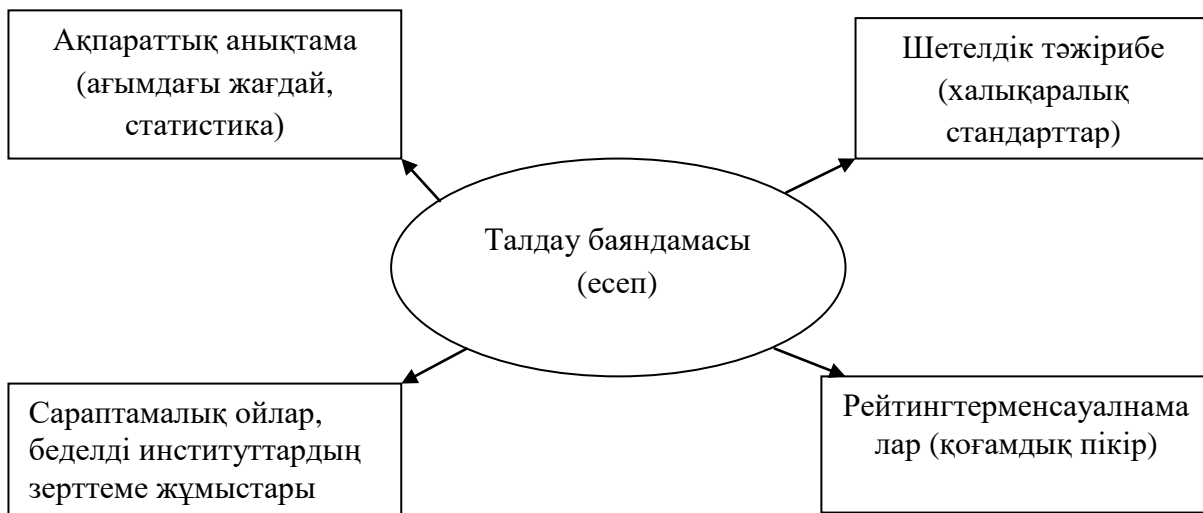 Ақпараттық анықтама
(ағымдағы жағдай,
статистика)
Шетелдік тәжірибе
(халықаралық
стандарттар)
Талдау баяндамасы
(есеп)
Сараптамалық ойлар,
беделді институттардың
зерттеме жұмыстары
Рейтингтерменсауалнама
лар (қоғамдық пікір)